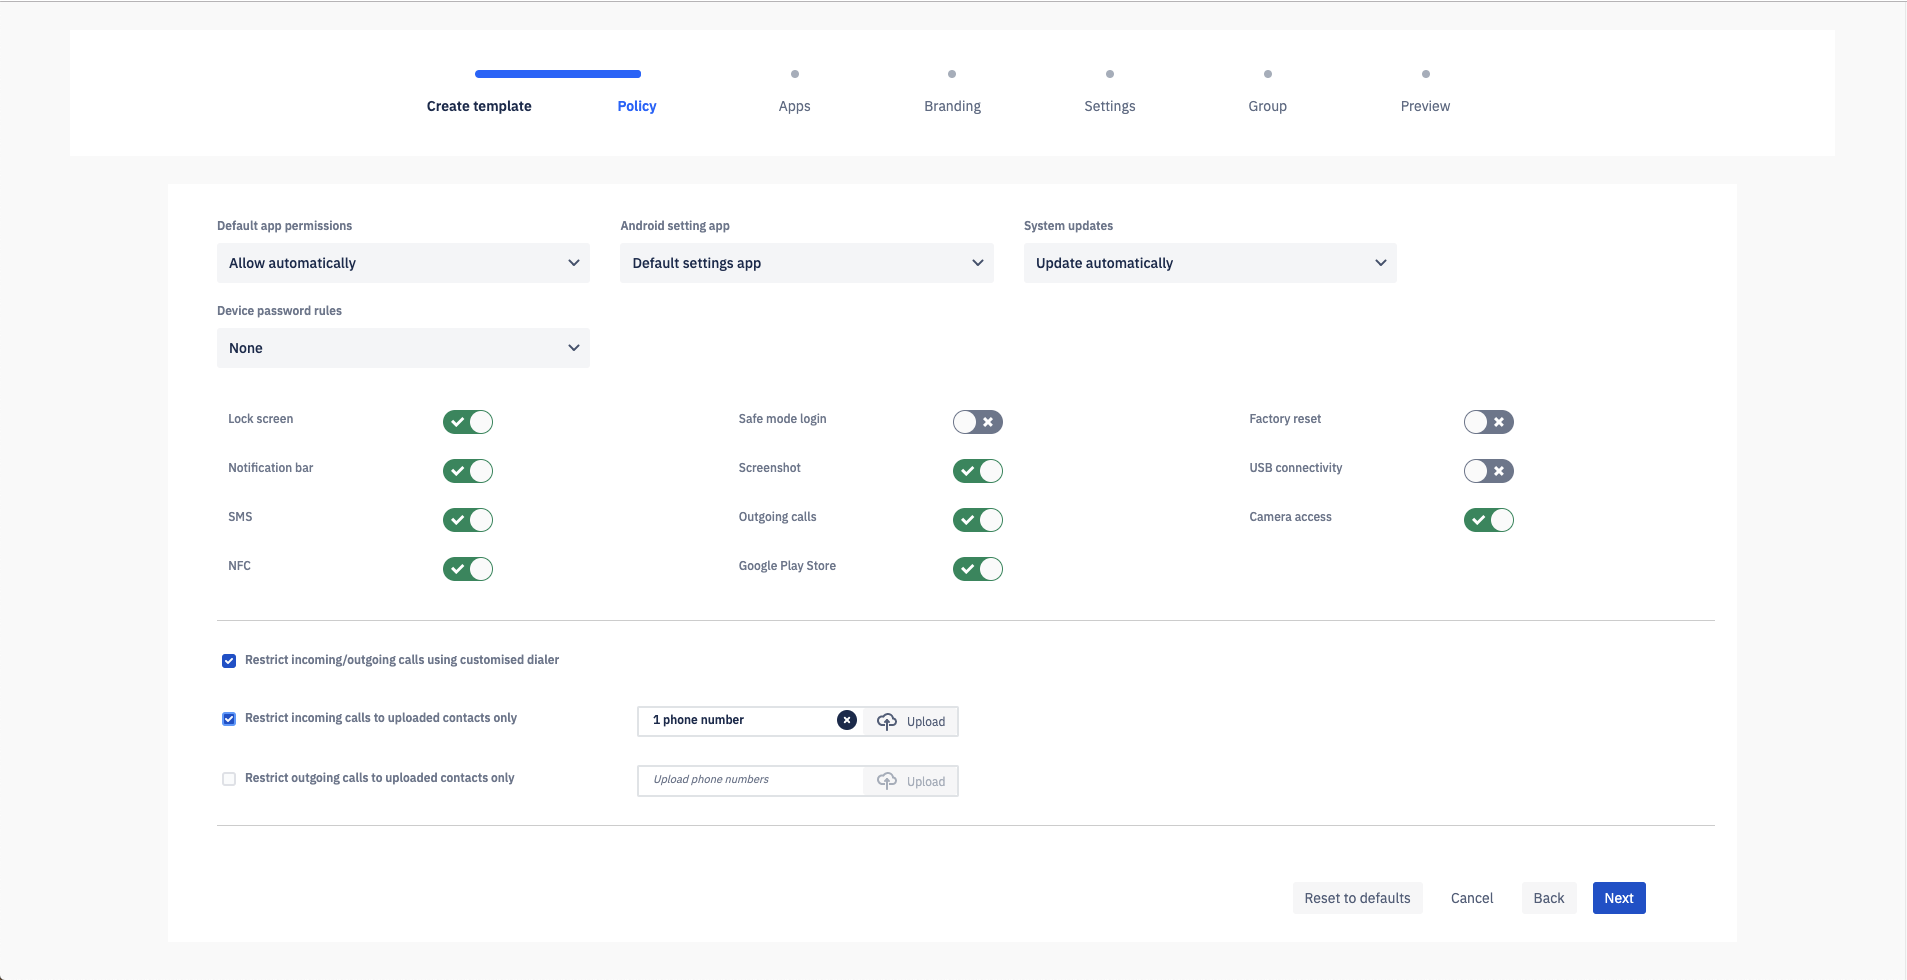 Create template
Policy
Apps
Branding
Settings
Group
Preview
Default app permissions
Android setting app
System updates
Allow automatically
Default settings app
Update automatically
Device password rules
None
Lock screen
Safe mode login
Factory reset
Notification bar
Screenshot
USB connectivity
SMS
Outgoing calls
Camera access
NFC
Google Play Store
Restrict incoming/outgoing calls using customised dialer
Restrict incoming calls to uploaded contacts only
1 phone number
Upload
Restrict outgoing calls to uploaded contacts only
Upload phone numbers
Upload
Reset to defaults
Cancel
Back
Next